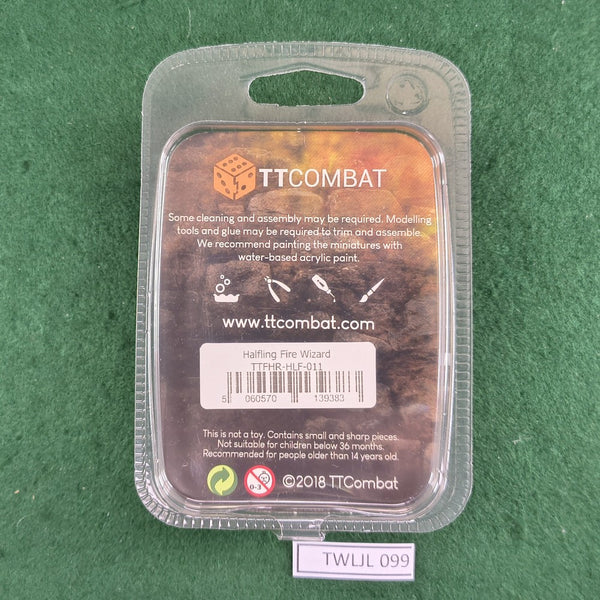 TTCOMBAT
Some cleaning and assembly may be required. Modelling
tools and glue may be required to trim and assemble.
We recommend painting the miniatures with
water-based acrylic paint.
www.ttcombat.com
Halfling Fire Wizard
TTFHR-HLF-011
5 060570 139383
This is not a toy. Contains small and sharp pieces.
Not suitable for children below 36 months.
Recommended for people older than 14 years old.
0-3
©2018 TTCombat
TWLJL 099